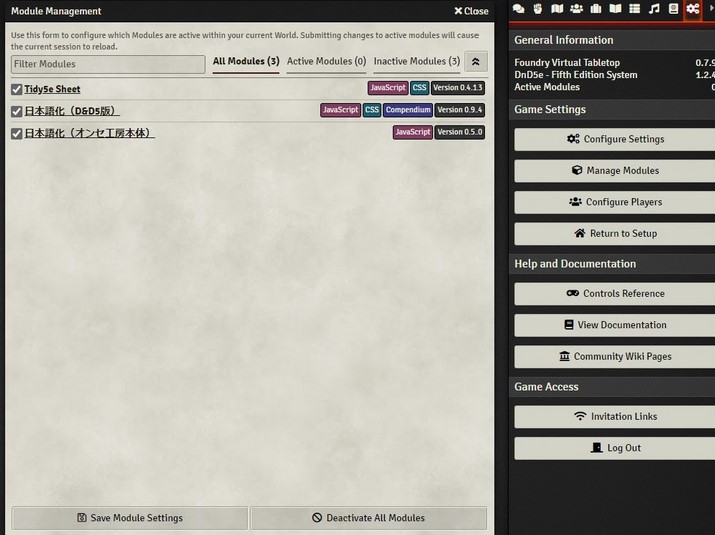 Module Management
Close
Use this form to configure which Modules are active within your current World. Submitting changes to active modules will cause
the current session to reload.
Filter Modules
All Modules (3) Active Modules (0) Inactive Modules (3)
Tidy5e Sheet JavaScript CSS Version 0.4.13
日本語化（D&D5版） JavaScript CSS Compendium Version 0.9.4
日本語化（オンセ工房本体） JavaScript Version 0.5.0
Save Module Settings
Deactivate All Modules
General Information
Foundry Virtual Tabletop 0.7.9
DnD5e - Fifth Edition System 1.2.4
Active Modules
Game Settings
Configure Settings
Manage Modules
Configure Players
Return to Setup
Help and Documentation
Controls Reference
View Documentation
Community Wiki Pages
Game Access
Invitation Links
Log Out